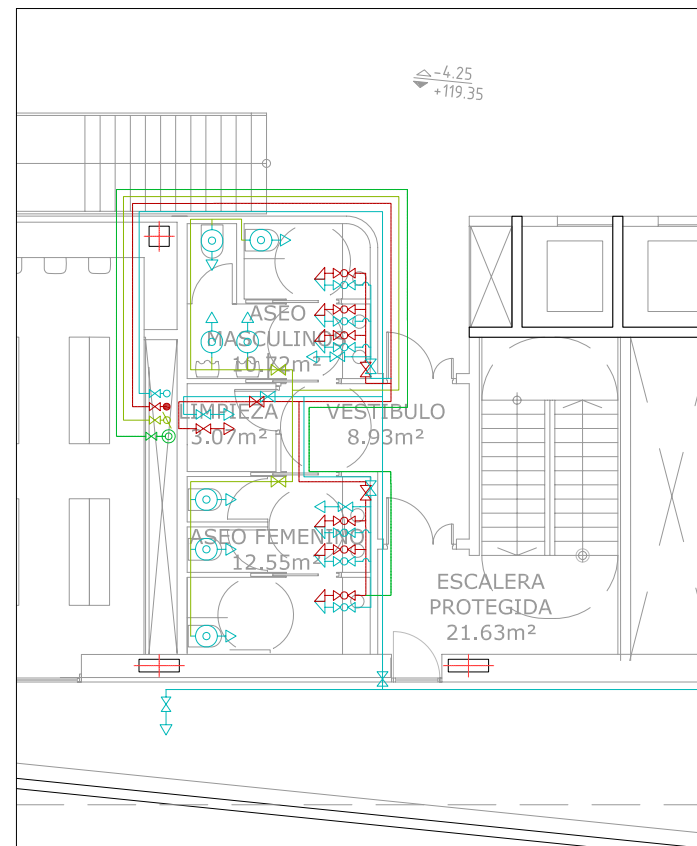 -4.25
+119.35
ASEO
MASCULINO
10.72m²
LIMPIEZA
3.07m²
VESTÍBULO
8.93m²
ASEO FEMENINO
12.55m²
ESCALERA
PROTEGIDA
21.63m²